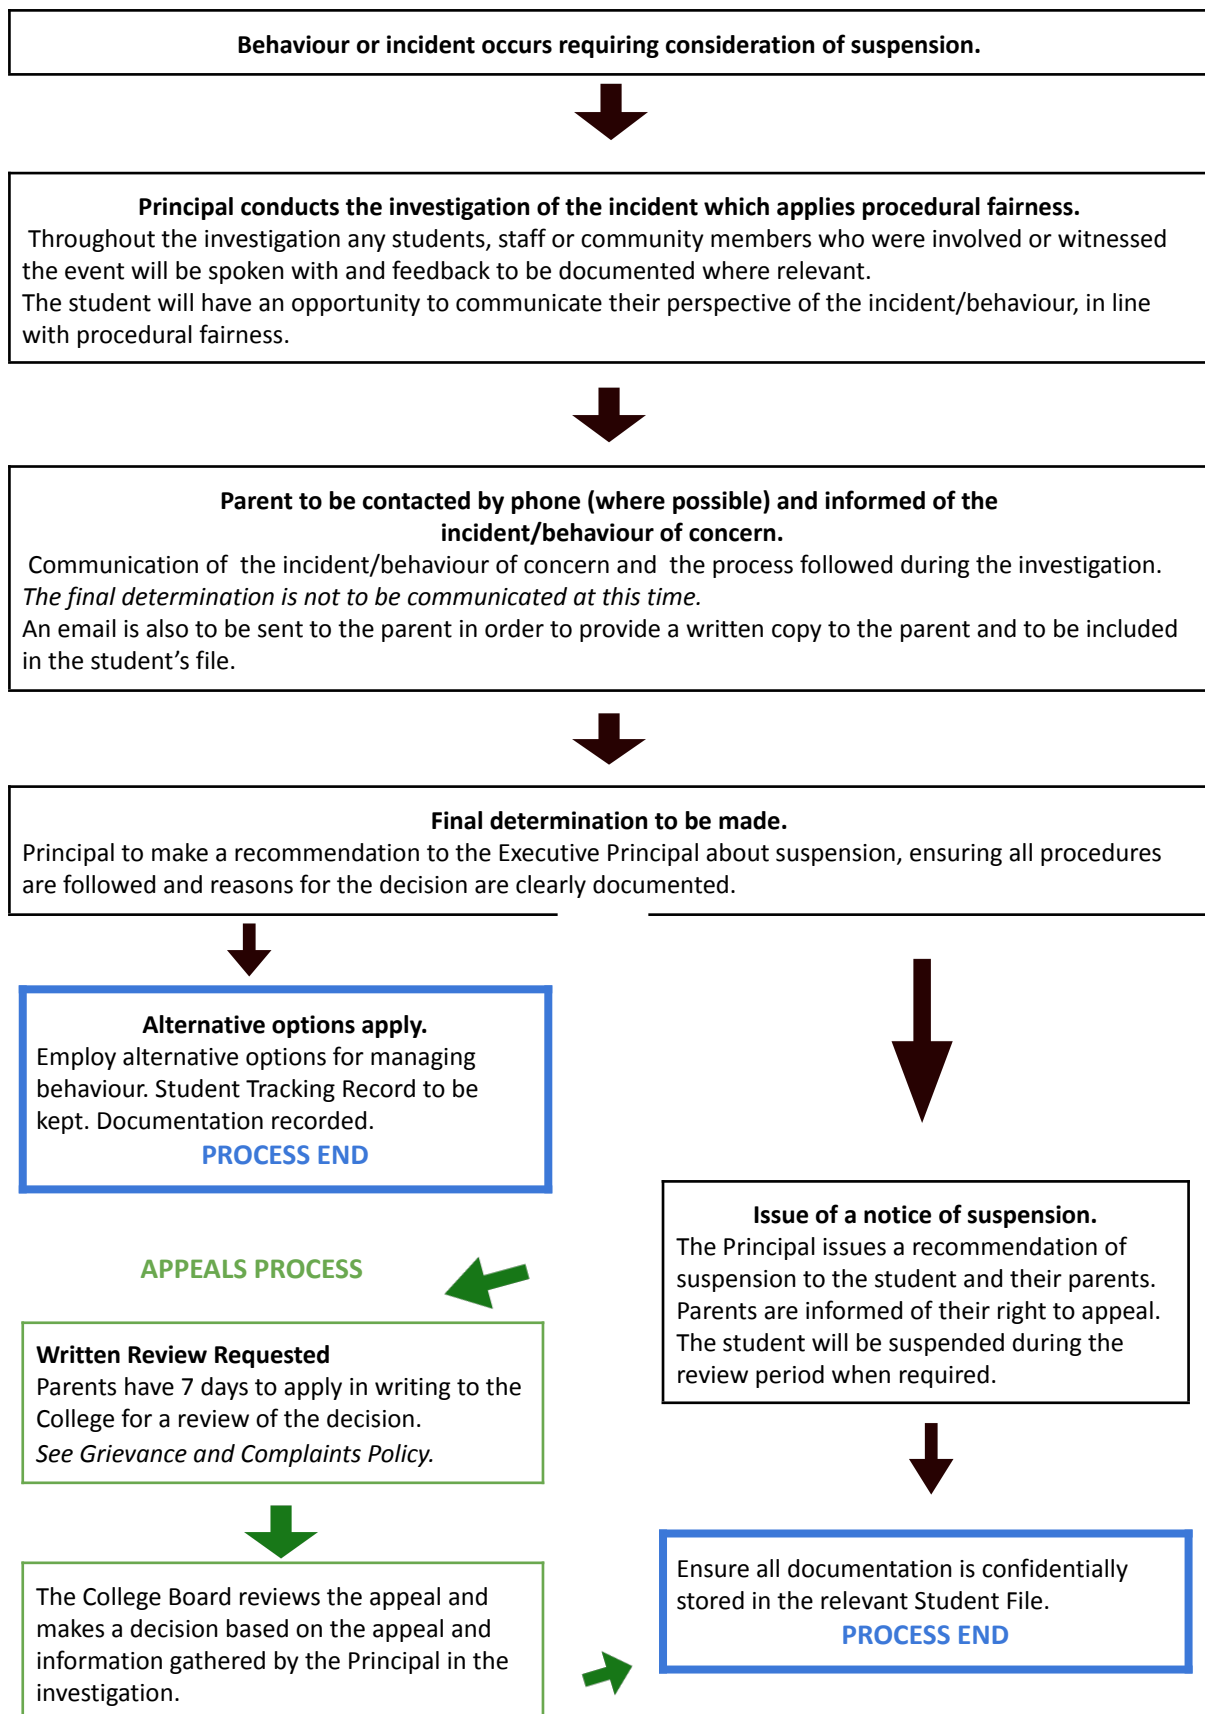 Behaviour or incident occurs requiring consideration of suspension.
Principal conducts the investigation of the incident which applies procedural fairness.
Throughout the investigation any students, staff or community members who were involved or witnessed
the event will be spoken with and feedback to be documented where relevant.
The student will have an opportunity to communicate their perspective of the incident/behaviour, in line
with procedural fairness.
Parent to be contacted by phone (where possible) and informed of the
incident/behaviour of concern.
Communication of the incident/behaviour of concern and the process followed during the investigation.
The final determination is not to be communicated at this time.
An email is also to be sent to the parent in order to provide a written copy to the parent and to be included
in the student's file.
Final determination to be made.
Principal to make a recommendation to the Executive Principal about suspension, ensuring all procedures
are followed and reasons for the decision are clearly documented.
Alternative options apply.
Employ alternative options for managing
behaviour. Student Tracking Record to be
kept. Documentation recorded.
PROCESS END
Issue of a notice of suspension.
The Principal issues a recommendation of
suspension to the student and their parents.
Parents are informed of their right to appeal.
The student will be suspended during the
review period when required.
APPEALS PROCESS
Written Review Requested
Parents have 7 days to apply in writing to the
College for a review of the decision.
See Grievance and Complaints Policy.
The College Board reviews the appeal and
makes a decision based on the appeal and
information gathered by the Principal in the
investigation.
Ensure all documentation is confidentially
stored in the relevant Student File.
PROCESS END